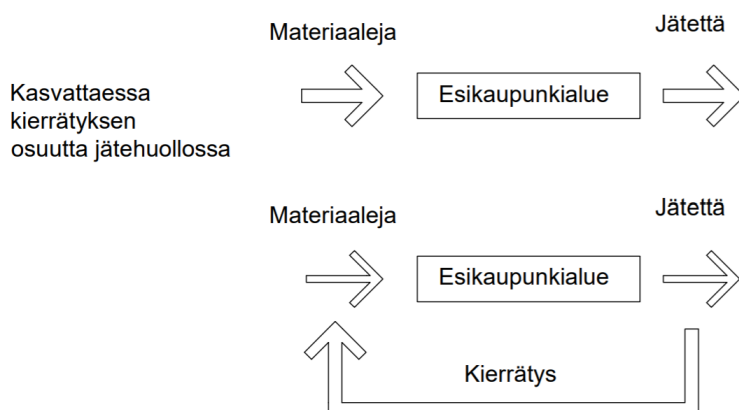 Materiaaleja
Jätettä
Kasvattaessa
kierrätyksen
osuutta jätehuollossa
Esikaupunkialue
Materiaaleja
Jätettä
Esikaupunkialue
Kierrätys